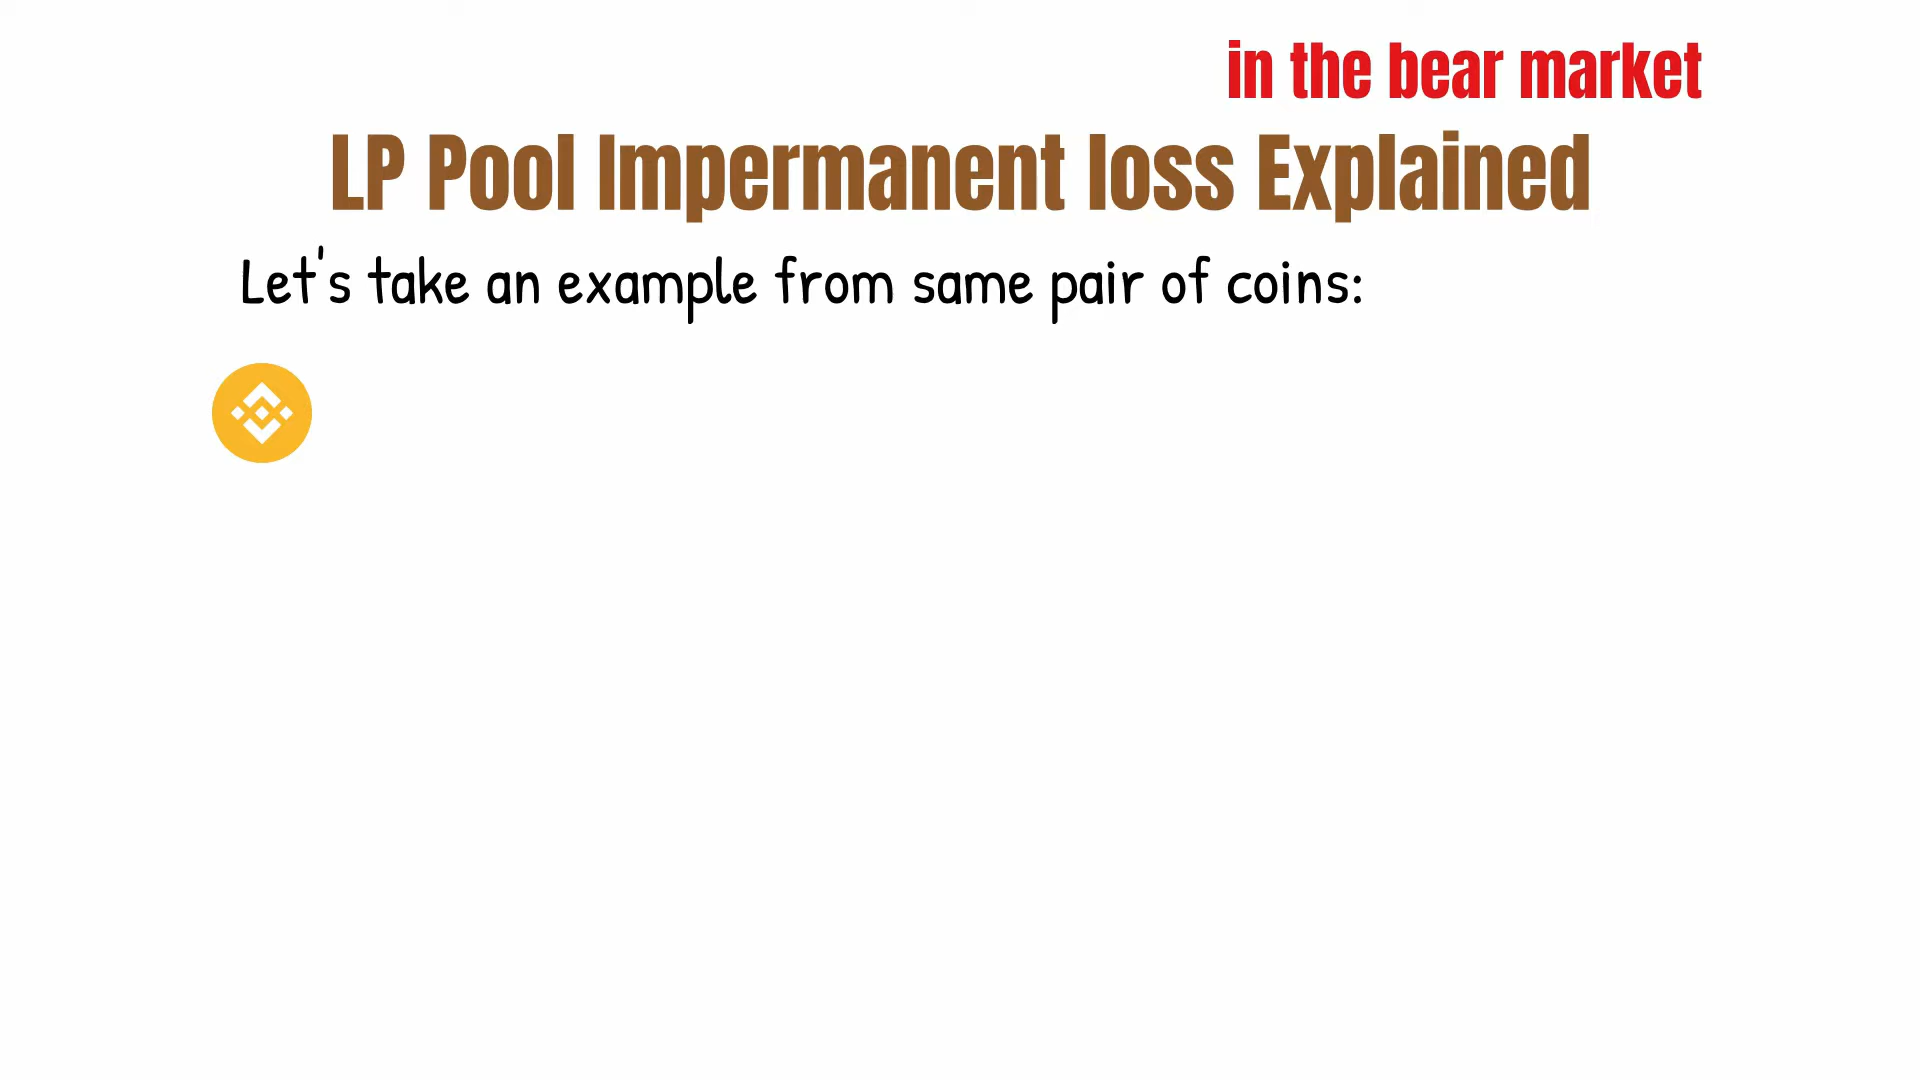 in the bear market
LP Pool Impermanent loss Explained
Let's take an example from same pair of coins: